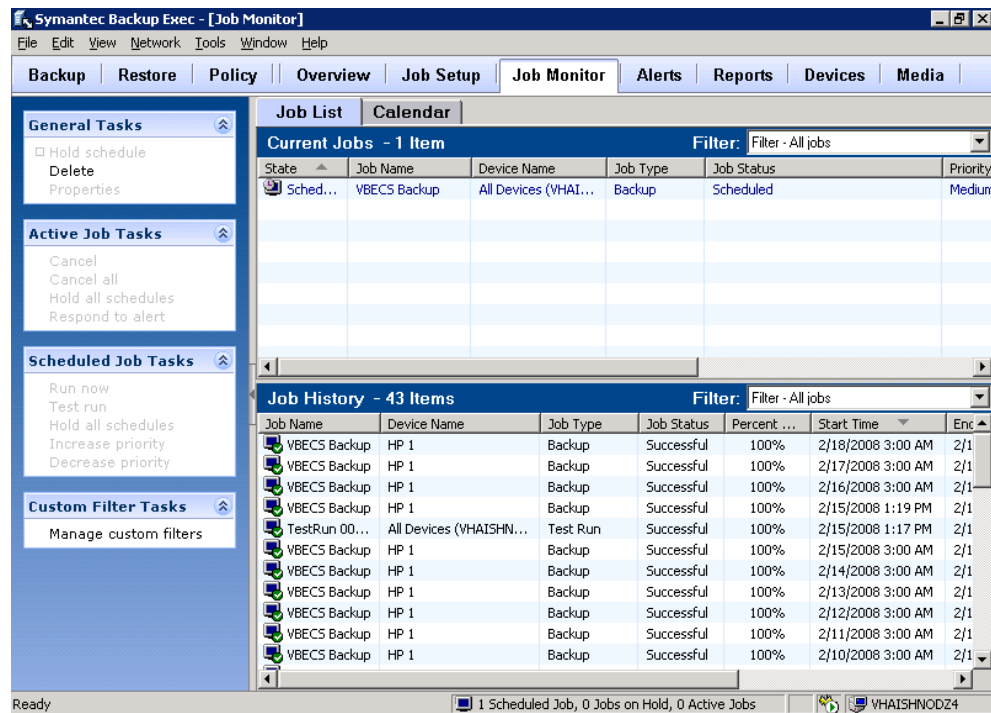 Symantec Backup Exec - [Job Monitor]
File Edit View Network Tools Window Help
Backup Restore Policy Overview Job Setup Job Monitor Alerts Reports Devices Media
General Tasks
Hold schedule
Delete
Properties
Active Job Tasks
Cancel
Cancel all
Hold all schedules
Respond to alert
Scheduled Job Tasks
Run now
Test run
Hold all schedules
Increase priority
Decrease priority
Custom Filter Tasks
Manage custom filters
Job List Calendar
Current Jobs - 1 Item Filter: Filter - All jobs
State Job Name Device Name Job Type Job Status Priority
Sched... VBECS Backup All Devices (VHAI... Backup Scheduled Medium
Job History - 43 Items Filter: Filter - All jobs
Job Name Device Name Job Type Job Status Percent ... Start Time Enc
VBECS Backup HP 1 Backup Successful 100% 2/18/2008 3:00 AM 2/1
VBECS Backup HP 1 Backup Successful 100% 2/17/2008 3:00 AM 2/1
VBECS Backup HP 1 Backup Successful 100% 2/16/2008 3:00 AM 2/1
VBECS Backup HP 1 Backup Successful 100% 2/15/2008 1:19 PM 2/1
TestRun 00... All Devices (VHAISHN... Test Run Successful 100% 2/15/2008 1:17 PM 2/1
VBECS Backup HP 1 Backup Successful 100% 2/15/2008 3:00 AM 2/1
VBECS Backup HP 1 Backup Successful 100% 2/14/2008 3:00 AM 2/1
VBECS Backup HP 1 Backup Successful 100% 2/13/2008 3:00 AM 2/1
VBECS Backup HP 1 Backup Successful 100% 2/12/2008 3:00 AM 2/1
VBECS Backup HP 1 Backup Successful 100% 2/11/2008 3:00 AM 2/1
VBECS Backup HP 1 Backup Successful 100% 2/10/2008 3:00 AM 2/1
Ready 1 Scheduled Job, 0 Jobs on Hold, 0 Active Jobs VHAISHNODZ4